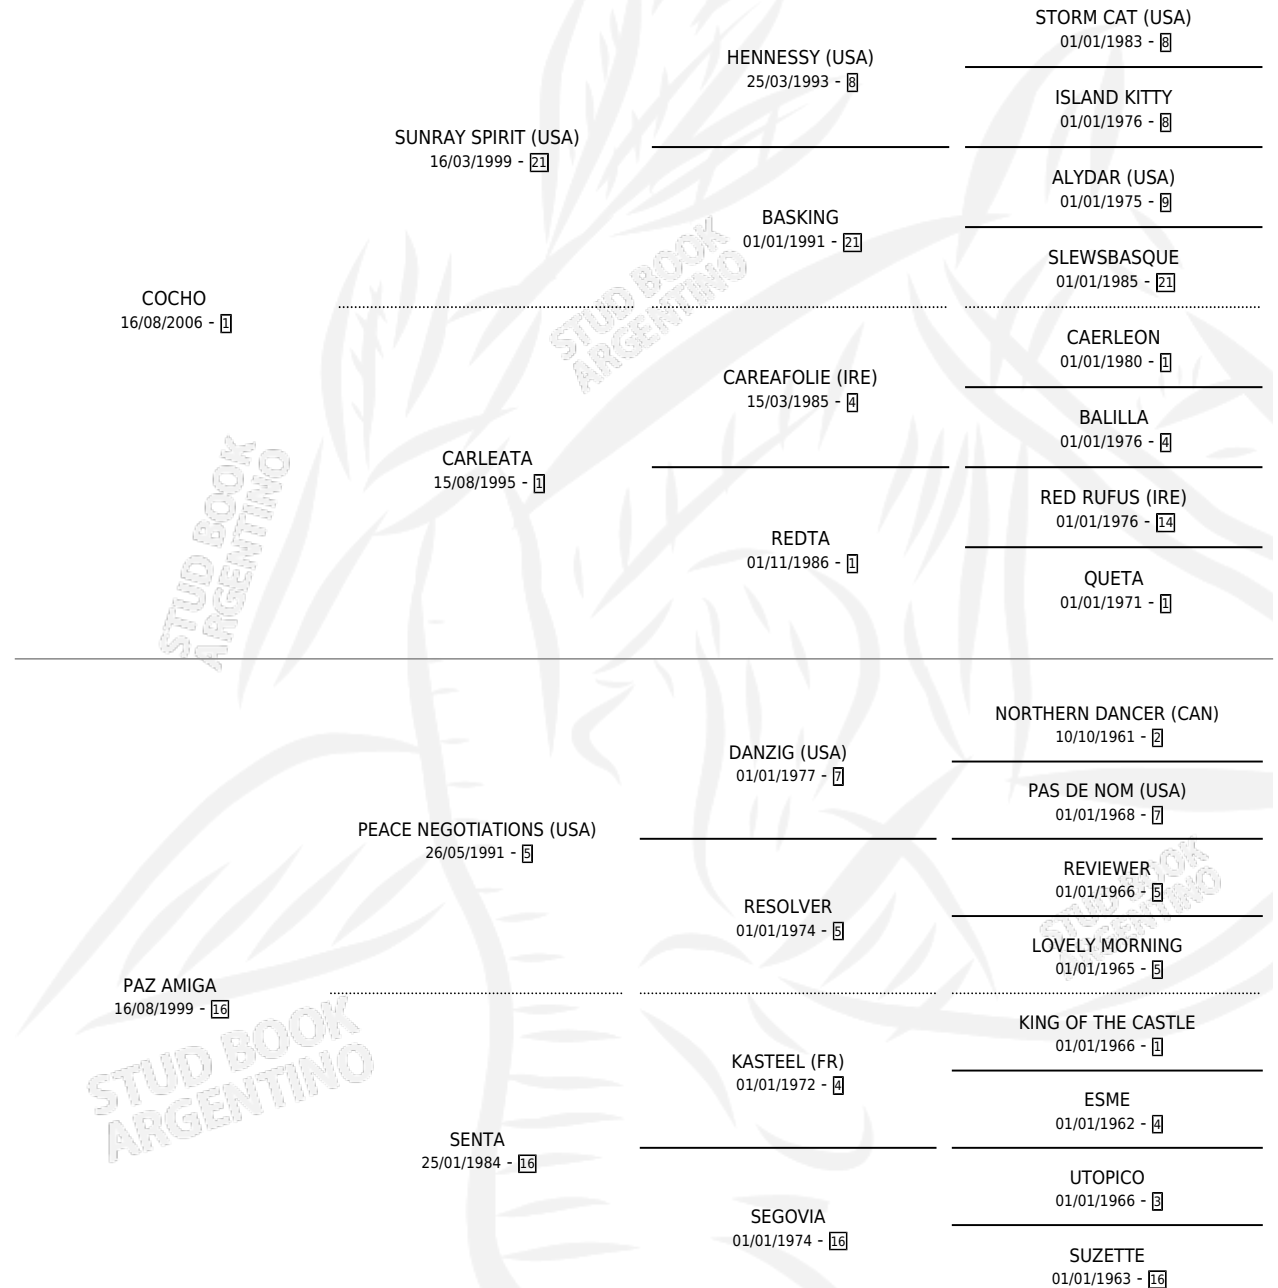 STORM CAT (USA)
01/01/1983 - 8
HENNESSY (USA)
25/03/1993 - 8
ISLAND KITTY
01/01/1976 - 8
SUNRAY SPIRIT (USA)
16/03/1999 - 21
ALYDAR (USA)
01/01/1975 - 9
BASKING
01/01/1991 - 21
SLEWSBASQUE
01/01/1985 - 21
COCHO
16/08/2006 - 1
CAERLEON
01/01/1980 - 1
CAREAFOLIE (IRE)
15/03/1985 - 4
BALILLA
01/01/1976 - 4
CARLEATA
15/08/1995 - 1
RED RUFUS (IRE)
01/01/1976 - 14
REDTA
01/11/1986 - 1
QUETA
01/01/1971 - 1
NORTHERN DANCER (CAN)
10/10/1961 - 2
DANZIG (USA)
01/01/1977 - 7
PAS DE NOM (USA)
01/01/1968 - 7
PEACE NEGOTIATIONS (USA)
26/05/1991 - 5
REVIEWER
01/01/1966 - 5
RESOLVER
01/01/1974 - 5
LOVELY MORNING
01/01/1965 - 5
PAZ AMIGA
16/08/1999 - 16
KING OF THE CASTLE
01/01/1966 - 1
KASTEEL (FR)
01/01/1972 - 4
ESME
01/01/1962 - 4
SENTA
25/01/1984 - 16
UTOPICO
01/01/1966 - 3
SEGOVIA
01/01/1974 - 16
SUZETTE
01/01/1963 - 16
STUD BOOK
ARGENTINO
STUD BOOK
ARGENTINO
STUD BOOK
ARGENTINO
STUD BOOK
ARGENTINO